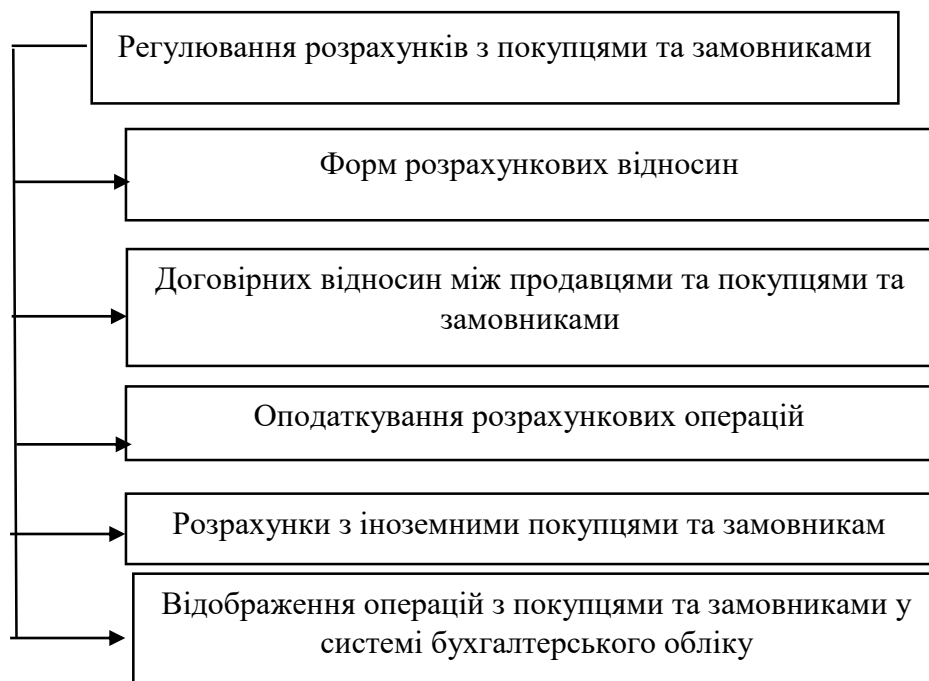 Регулювання розрахунків з покупцями та замовниками
Форм розрахункових відносин
Договірних відносин між продавцями та покупцями та
замовниками
Оподаткування розрахункових операцій
Розрахунки з іноземними покупцями та замовникам
Відображення операцій з покупцями та замовниками у
системі бухгалтерського обліку